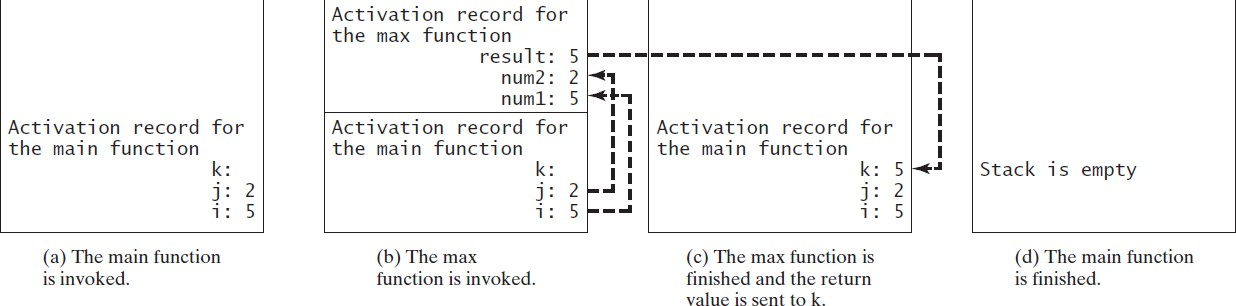 Activation record for
the main function
k:
j: 2
i: 5
(a) The main function
is invoked.
Activation record for
the max function
result: 5
num2: 2
num1: 5
Activation record for
the main function
k:
j: 2
i: 5
(b) The max
function is invoked.
Activation record for
the main function
k: 5
j: 2
i: 5
(c) The max function is
finished and the return
value is sent to k.
Stack is empty
(d) The main function
is finished.